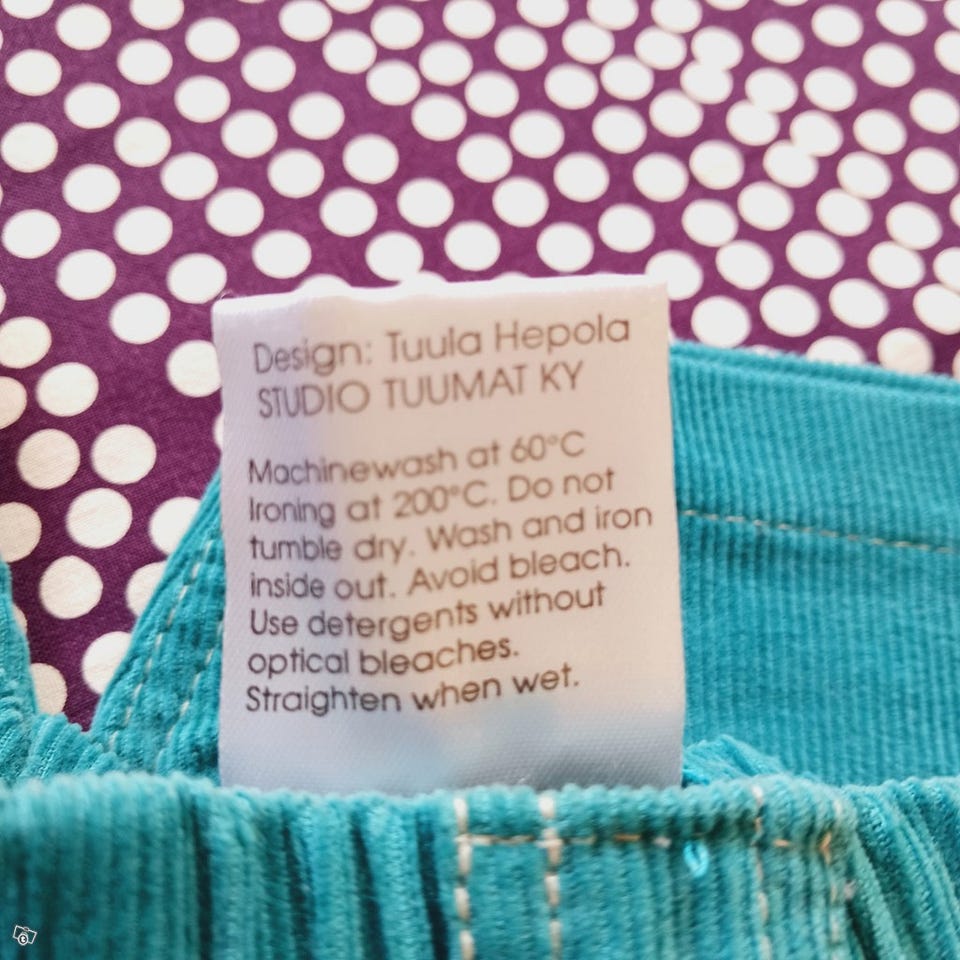 Design: Tuula Hepola
STUDIO TUUMAT KY
Machinewash at 60°C
Ironing at 200°C. Do not
tumble dry. Wash and iron
inside out. Avoid bleach.
Use detergents without
optical bleaches.
Straighten when wet.